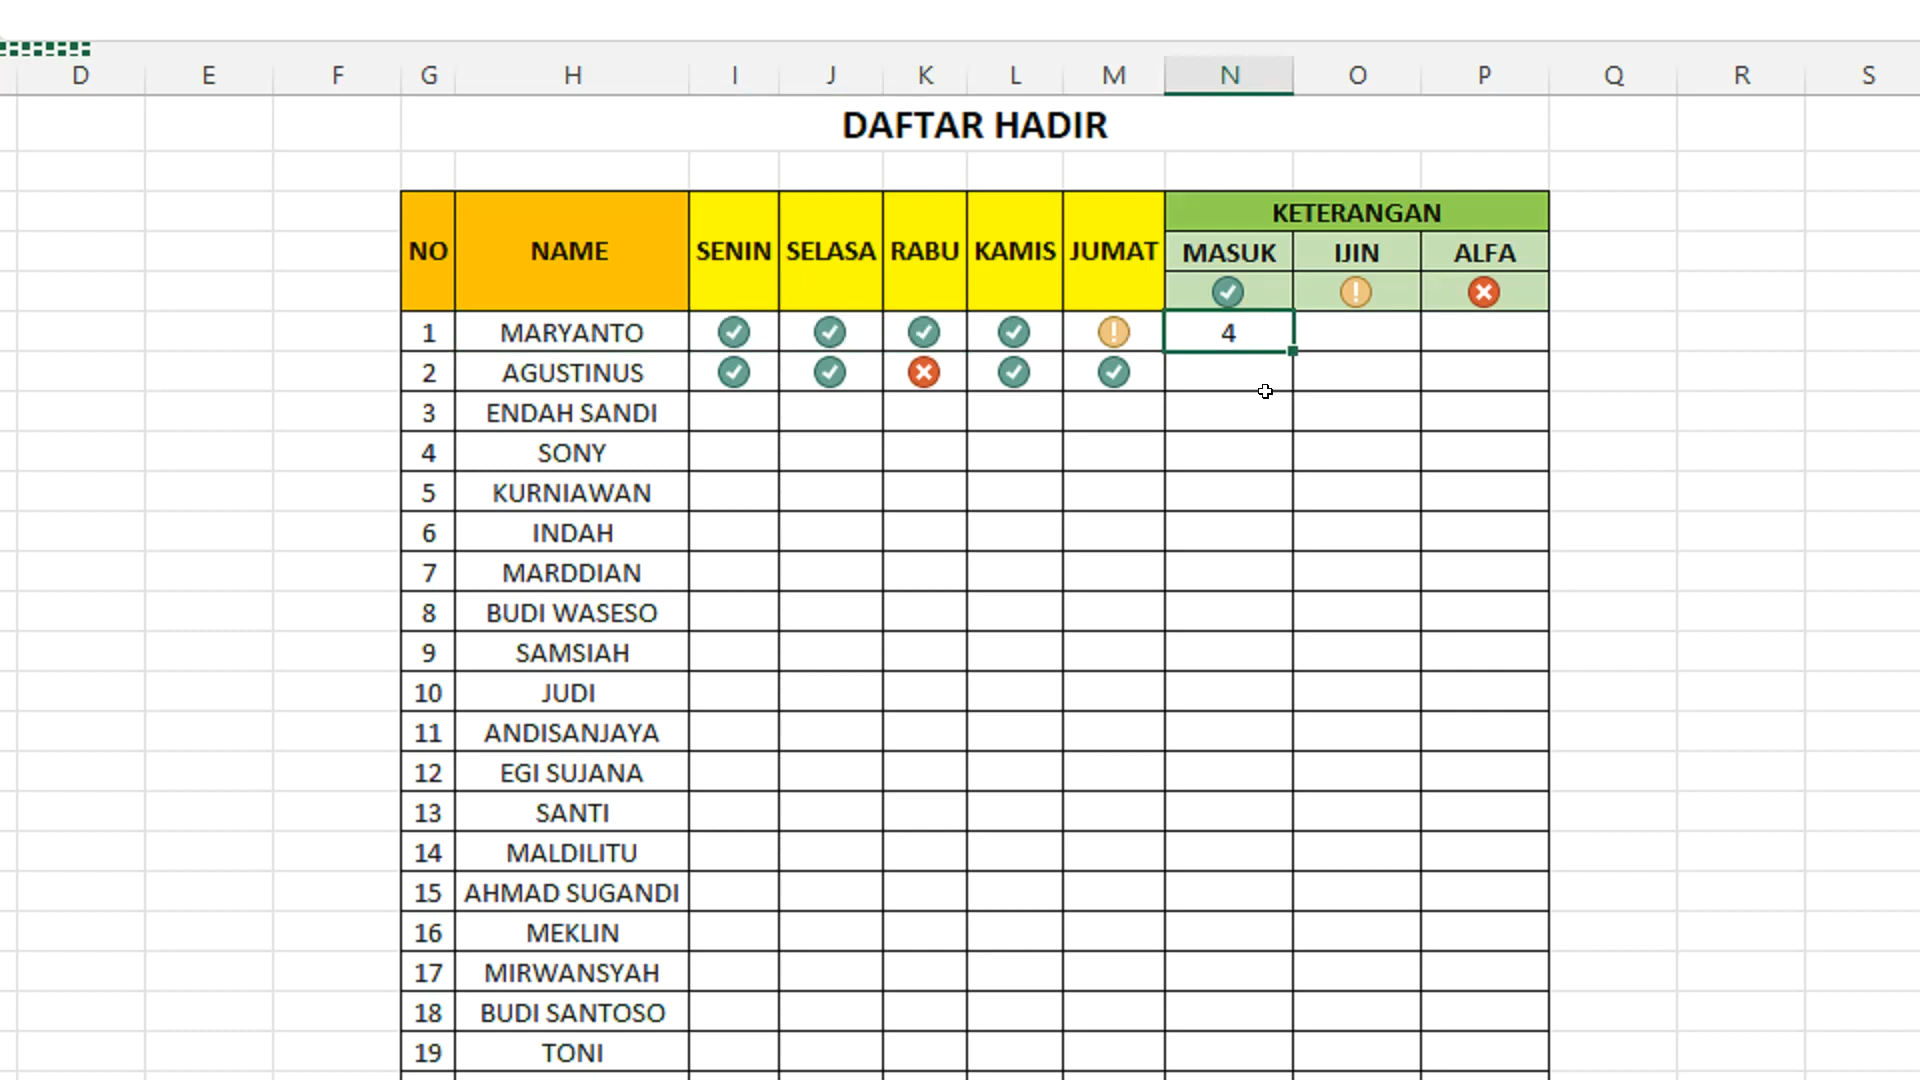 D E F G H I J K L M N O P Q R S
DAFTAR HADIR
KETERANGAN
NO NAME SENIN SELASA RABU KAMIS JUMAT MASUK IJIN ALFA
1 MARYANTO 4
2 AGUSTINUS
3 ENDAH SANDI
4 SONY
5 KURNIAWAN
6 INDAH
7 MARDDIAN
8 BUDI WASESO
9 SAMSIAH
10 JUDI
11 ANDISANJAYA
12 EGI SUJANA
13 SANTI
14 MALDILITU
15 AHMAD SUGANDI
16 MEKLIN
17 MIRWANSYAH
18 BUDI SANTOSO
19 TONI